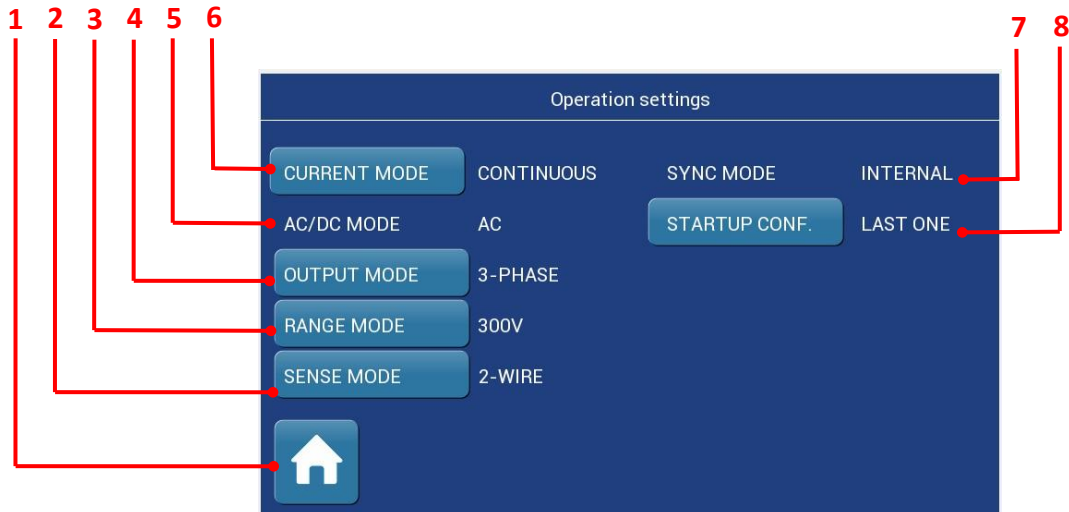 1 2 3 4 5 6 7 8
Operation settings
CURRENT MODE CONTINUOUS SYNC MODE INTERNAL
AC/DC MODE AC STARTUP CONF. LAST ONE
OUTPUT MODE 3-PHASE
RANGE MODE 300V
SENSE MODE 2-WIRE